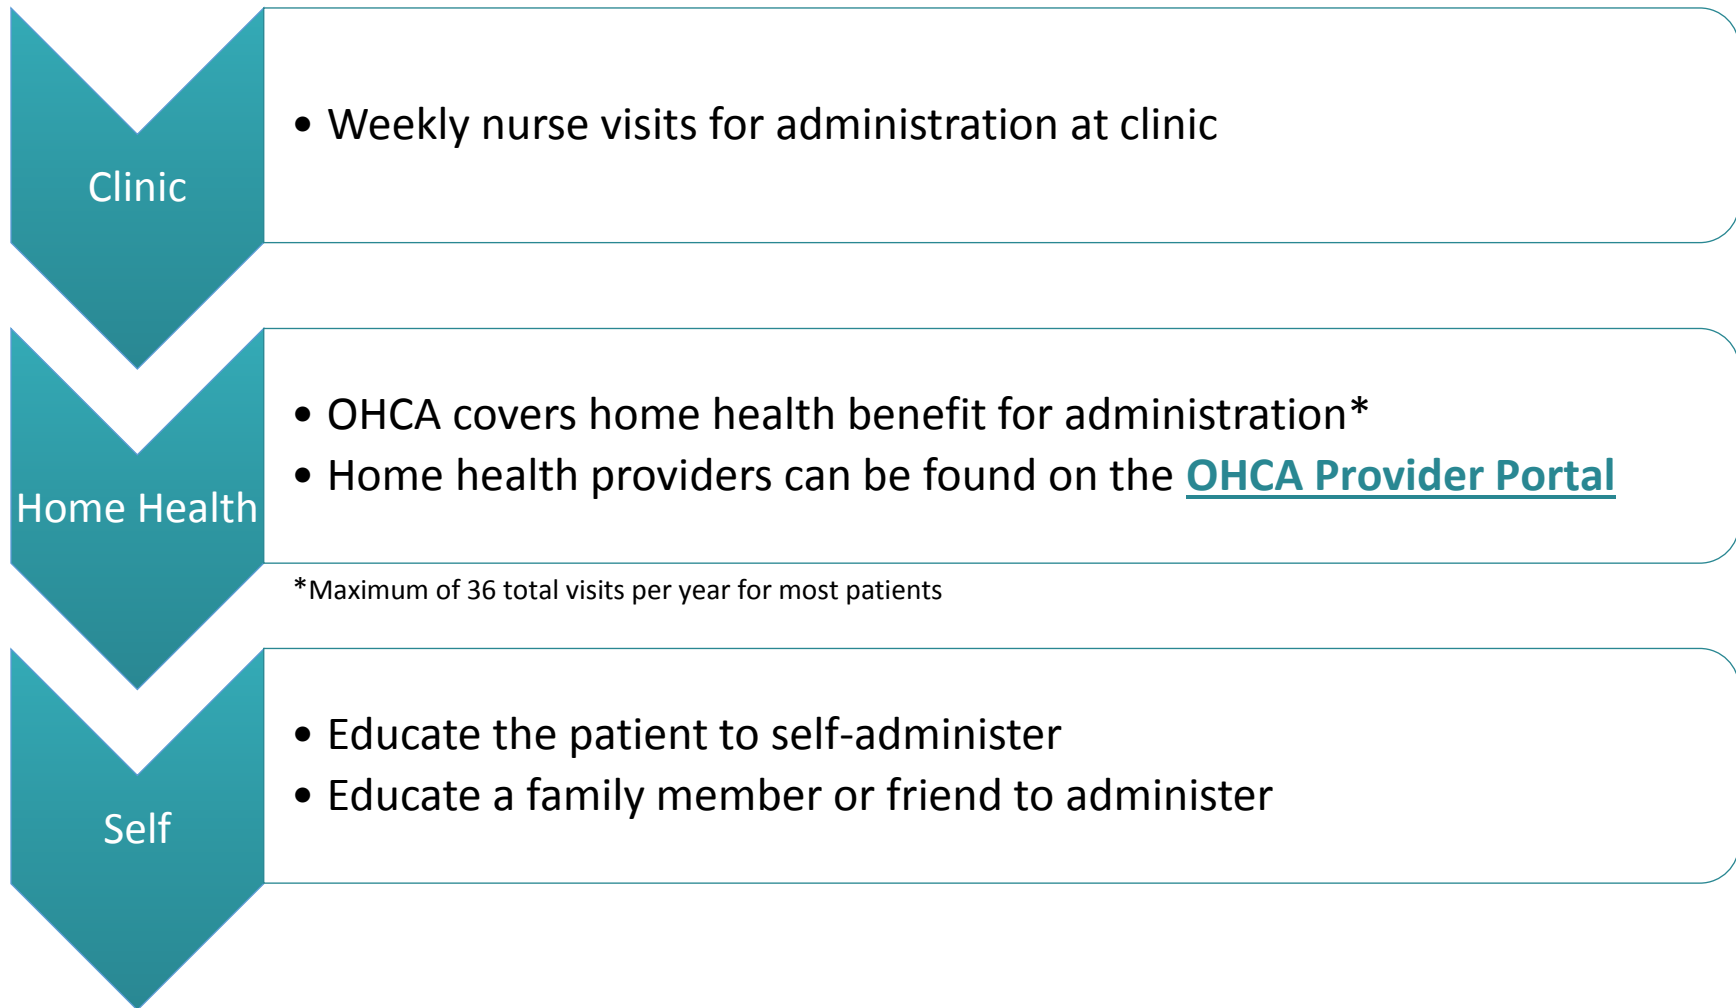 Clinic
• Weekly nurse visits for administration at clinic
Home Health
• OHCA covers home health benefit for administration*
• Home health providers can be found on the OHCA Provider Portal
*Maximum of 36 total visits per year for most patients
Self
• Educate the patient to self-administer
• Educate a family member or friend to administer